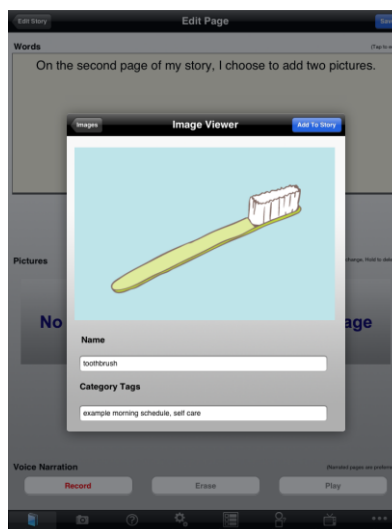 Edit Story
Edit Page
Save
Words
On the second page of my story, I choose to add two pictures.
Images
Image Viewer
Add To Story
Pictures
No
age
Name
toothbrush
Category Tags
example morning schedule, self care
Voice Narration
Record
Erase
Play